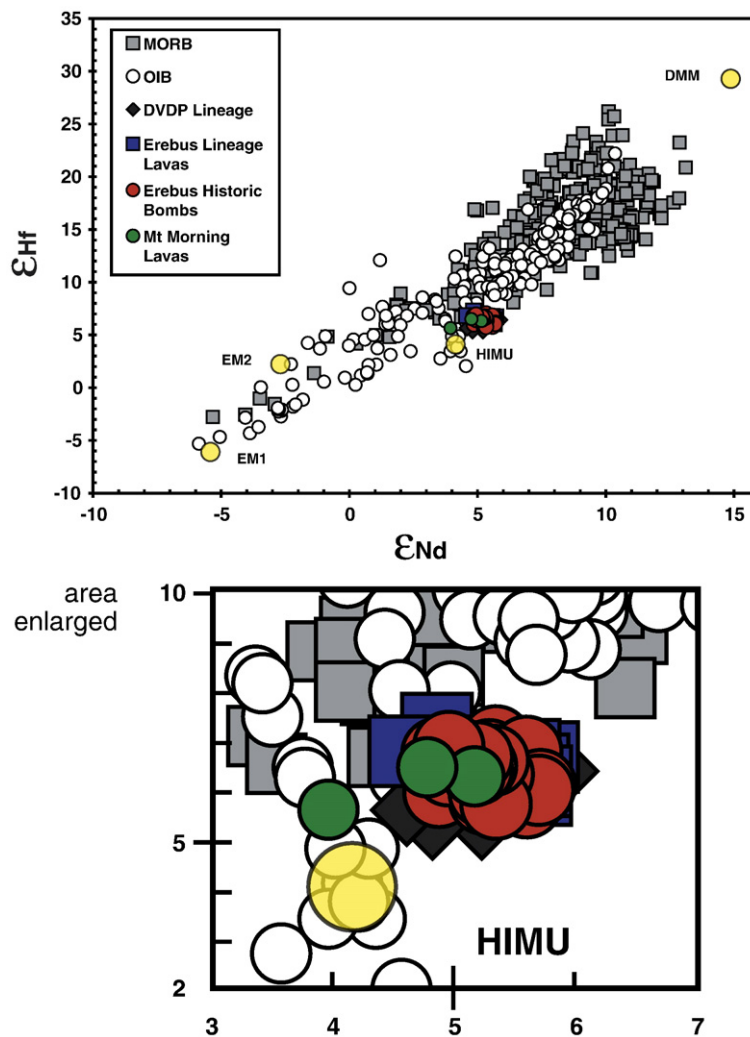 35
30
25
20
15
10
5
0
-5
-10
εHf
MORB
OIB
DVDP Lineage
Erebus Lineage
Lavas
Erebus Historic
Bombs
Mt Morning
Lavas
DMM
HIMU
EM2
EM1
-10 -5 0 5 10 15
εNd
area
enlarged
10
5
2
HIMU
3 4 5 6 7